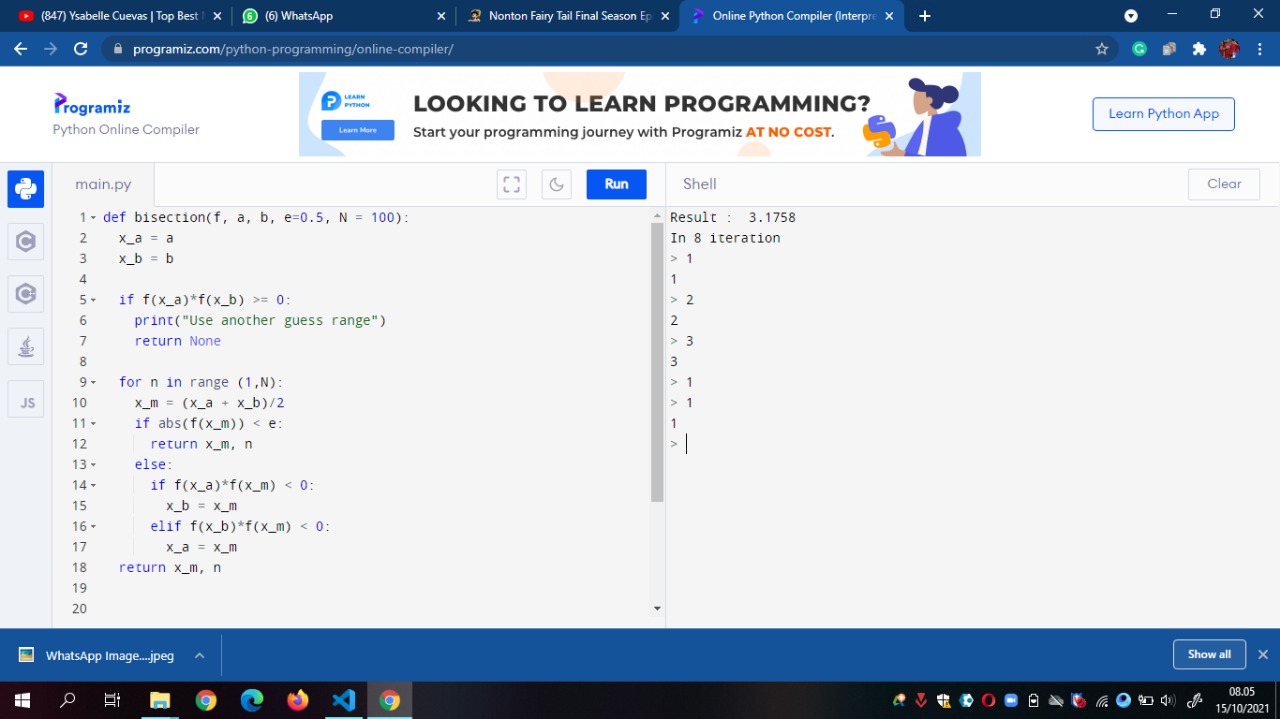 (847) Ysabelle Cuevas | Top Best
(6) WhatsApp
Nonton Fairy Tail Final Season Ep
Online Python Compiler (Interpre
programiz.com/python-programming/online-compiler/
Programiz
Python Online Compiler
LEARN
PYTHON
Learn More
LOOKING TO LEARN PROGRAMMING?
Start your programming journey with Programiz AT NO COST.
Learn Python App
main.py
Run
Shell
Clear
1 def bisection(f, a, b, e=0.5, N = 100):
2 x_a = a
3 x_b = b
4
5 if f(x_a)*f(x_b) >= 0:
6 print("Use another guess range")
7 return None
8
9 for n in range (1,N):
10 x_m = (x_a + x_b)/2
11 if abs(f(x_m)) < e:
12 return x_m, n
13 else:
14 if f(x_a)*f(x_m) < 0:
15 x_b = x_m
16 elif f(x_b)*f(x_m) < 0:
17 x_a = x_m
18 return x_m, n
19
20
JS
Result :  3.1758
In 8 iteration
> 1
1
> 2
2
> 3
3
> 1
> 1
1
>
WhatsApp Image....jpeg
Show all
08.05
15/10/2021